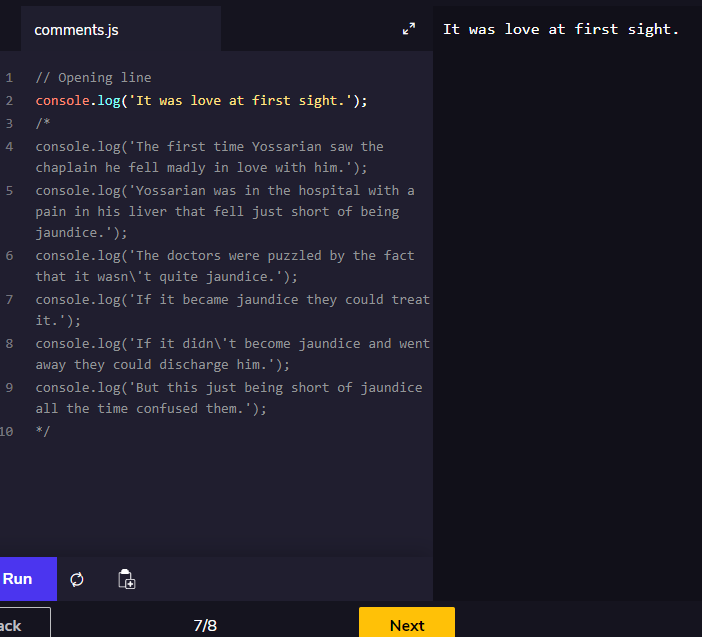 comments.js
It was love at first sight.
1 // Opening line
2 console.log('It was love at first sight.');
3 /*
4 console.log('The first time Yossarian saw the
chaplain he fell madly in love with him.');
5 console.log('Yossarian was in the hospital with a
pain in his liver that fell just short of being
jaundice.');
6 console.log('The doctors were puzzled by the fact
that it wasn\'t quite jaundice.');
7 console.log('If it became jaundice they could treat
it.');
8 console.log('If it didn\'t become jaundice and went
away they could discharge him.');
9 console.log('But this just being short of jaundice
all the time confused them.');
10 */
Run
ack 7/8 Next